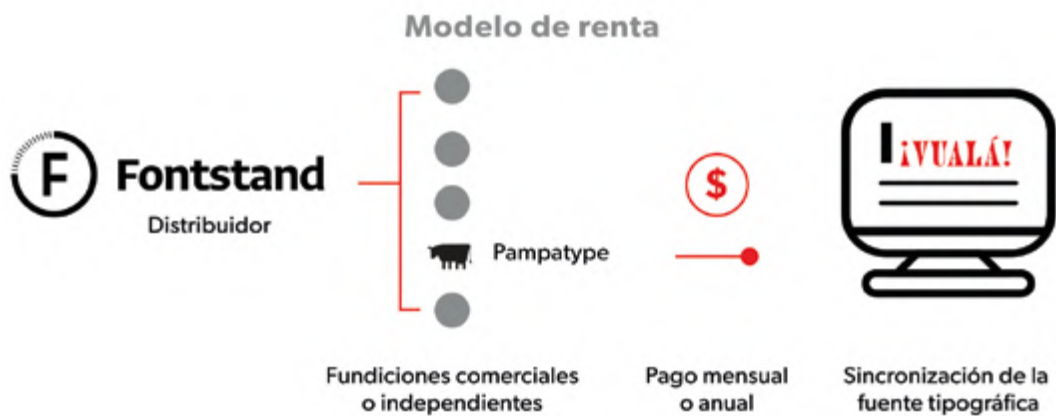 Modelo de renta
F Fontstand
Distribuidor
Pampatype
$
¡VUALÁ!
Fundiciones comerciales
o independientes
Pago mensual
o anual
Sincronización de la
fuente tipográfica